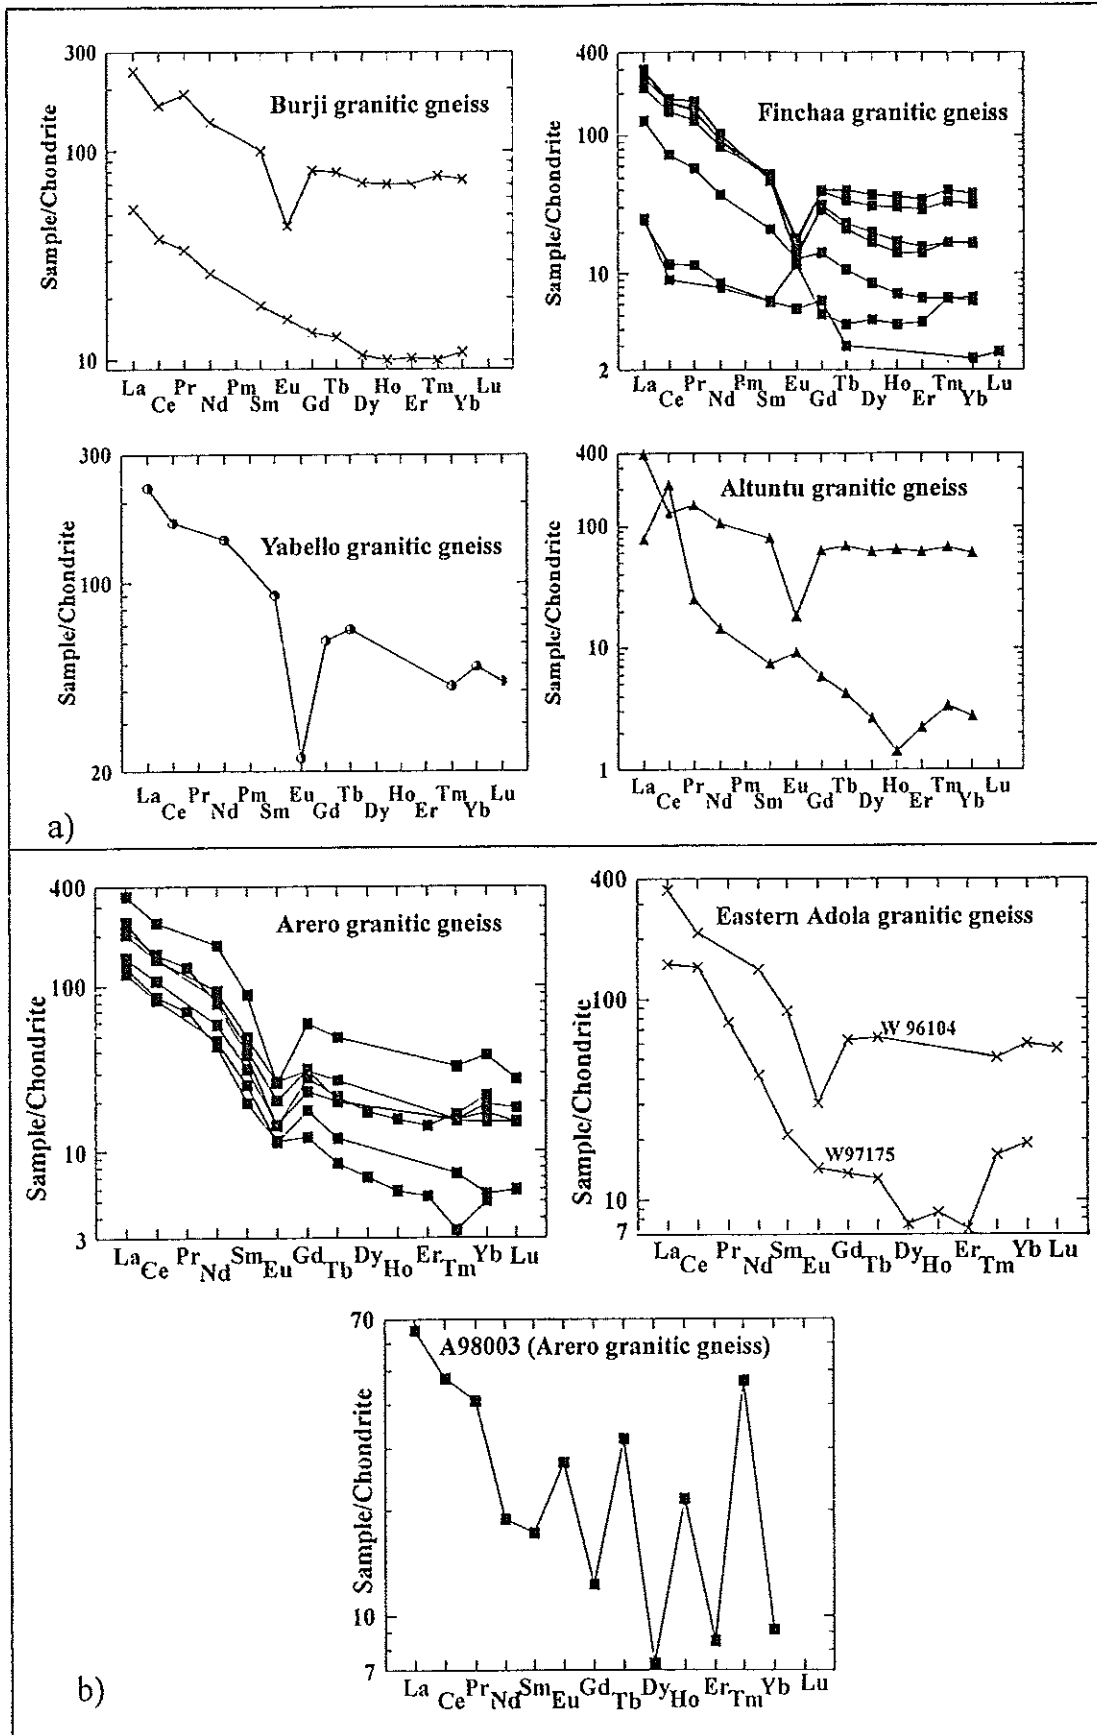 300
100
10
Sample/Chondrite
Burji granitic gneiss
La Ce Pr Nd Pm Sm Eu Gd Tb Dy Ho Er Tm Yb Lu
400
100
10
2
Sample/Chondrite
Finchaa granitic gneiss
La Ce Pr Nd Pm Sm Eu Gd Tb Dy Ho Er Tm Yb Lu
300
100
20
Sample/Chondrite
Yabello granitic gneiss
La Ce Pr Nd Pm Sm Eu Gd Tb Dy Ho Er Tm Yb Lu
400
100
10
1
Sample/Chondrite
Altuntu granitic gneiss
La Ce Pr Nd Pm Sm Eu Gd Tb Dy Ho Er Tm Yb Lu
a)
400
100
10
3
Sample/Chondrite
Arero granitic gneiss
La Ce Pr Nd Sm Eu Gd Tb Dy Ho Er Tm Yb Lu
400
100
10
7
Sample/Chondrite
Eastern Adola granitic gneiss
W 96104
W97175
La Ce Pr Nd Sm Eu Gd Tb Dy Ho Er Tm Yb Lu
70
10
7
Sample/Chondrite
A98003 (Arero granitic gneiss)
La Ce Pr Nd Sm Eu Gd Tb Dy Ho Er Tm Yb Lu
b)